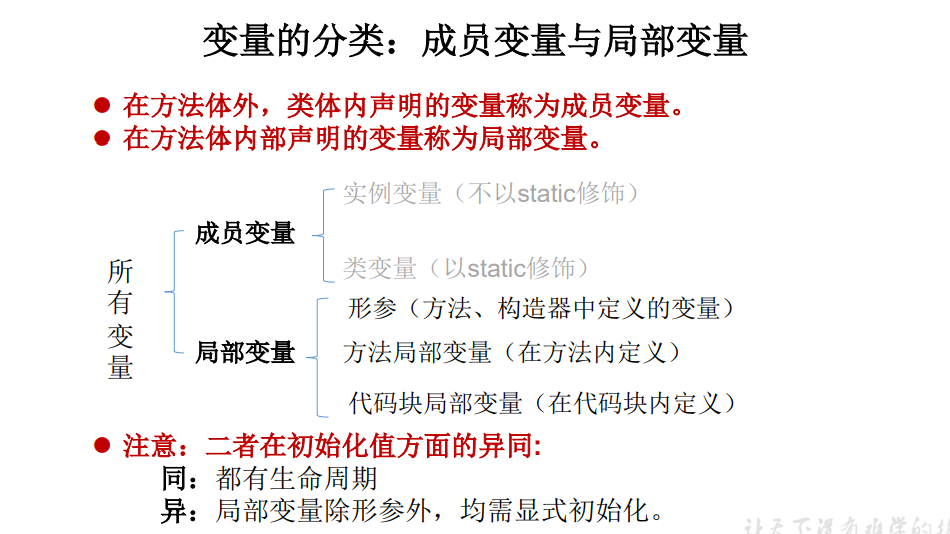 变量的分类：成员变量与局部变量
在方法体外，类体内声明的变量称为成员变量。
在方法体内部声明的变量称为局部变量。
所有变量
成员变量
实例变量（不以static修饰）
类变量（以static修饰）
局部变量
形参（方法、构造器中定义的变量）
方法局部变量（在方法内定义）
代码块局部变量（在代码块内定义）
注意：二者在初始化值方面的异同:
同：都有生命周期
异：局部变量除形参外，均需显式初始化。
让天下没有难学的技